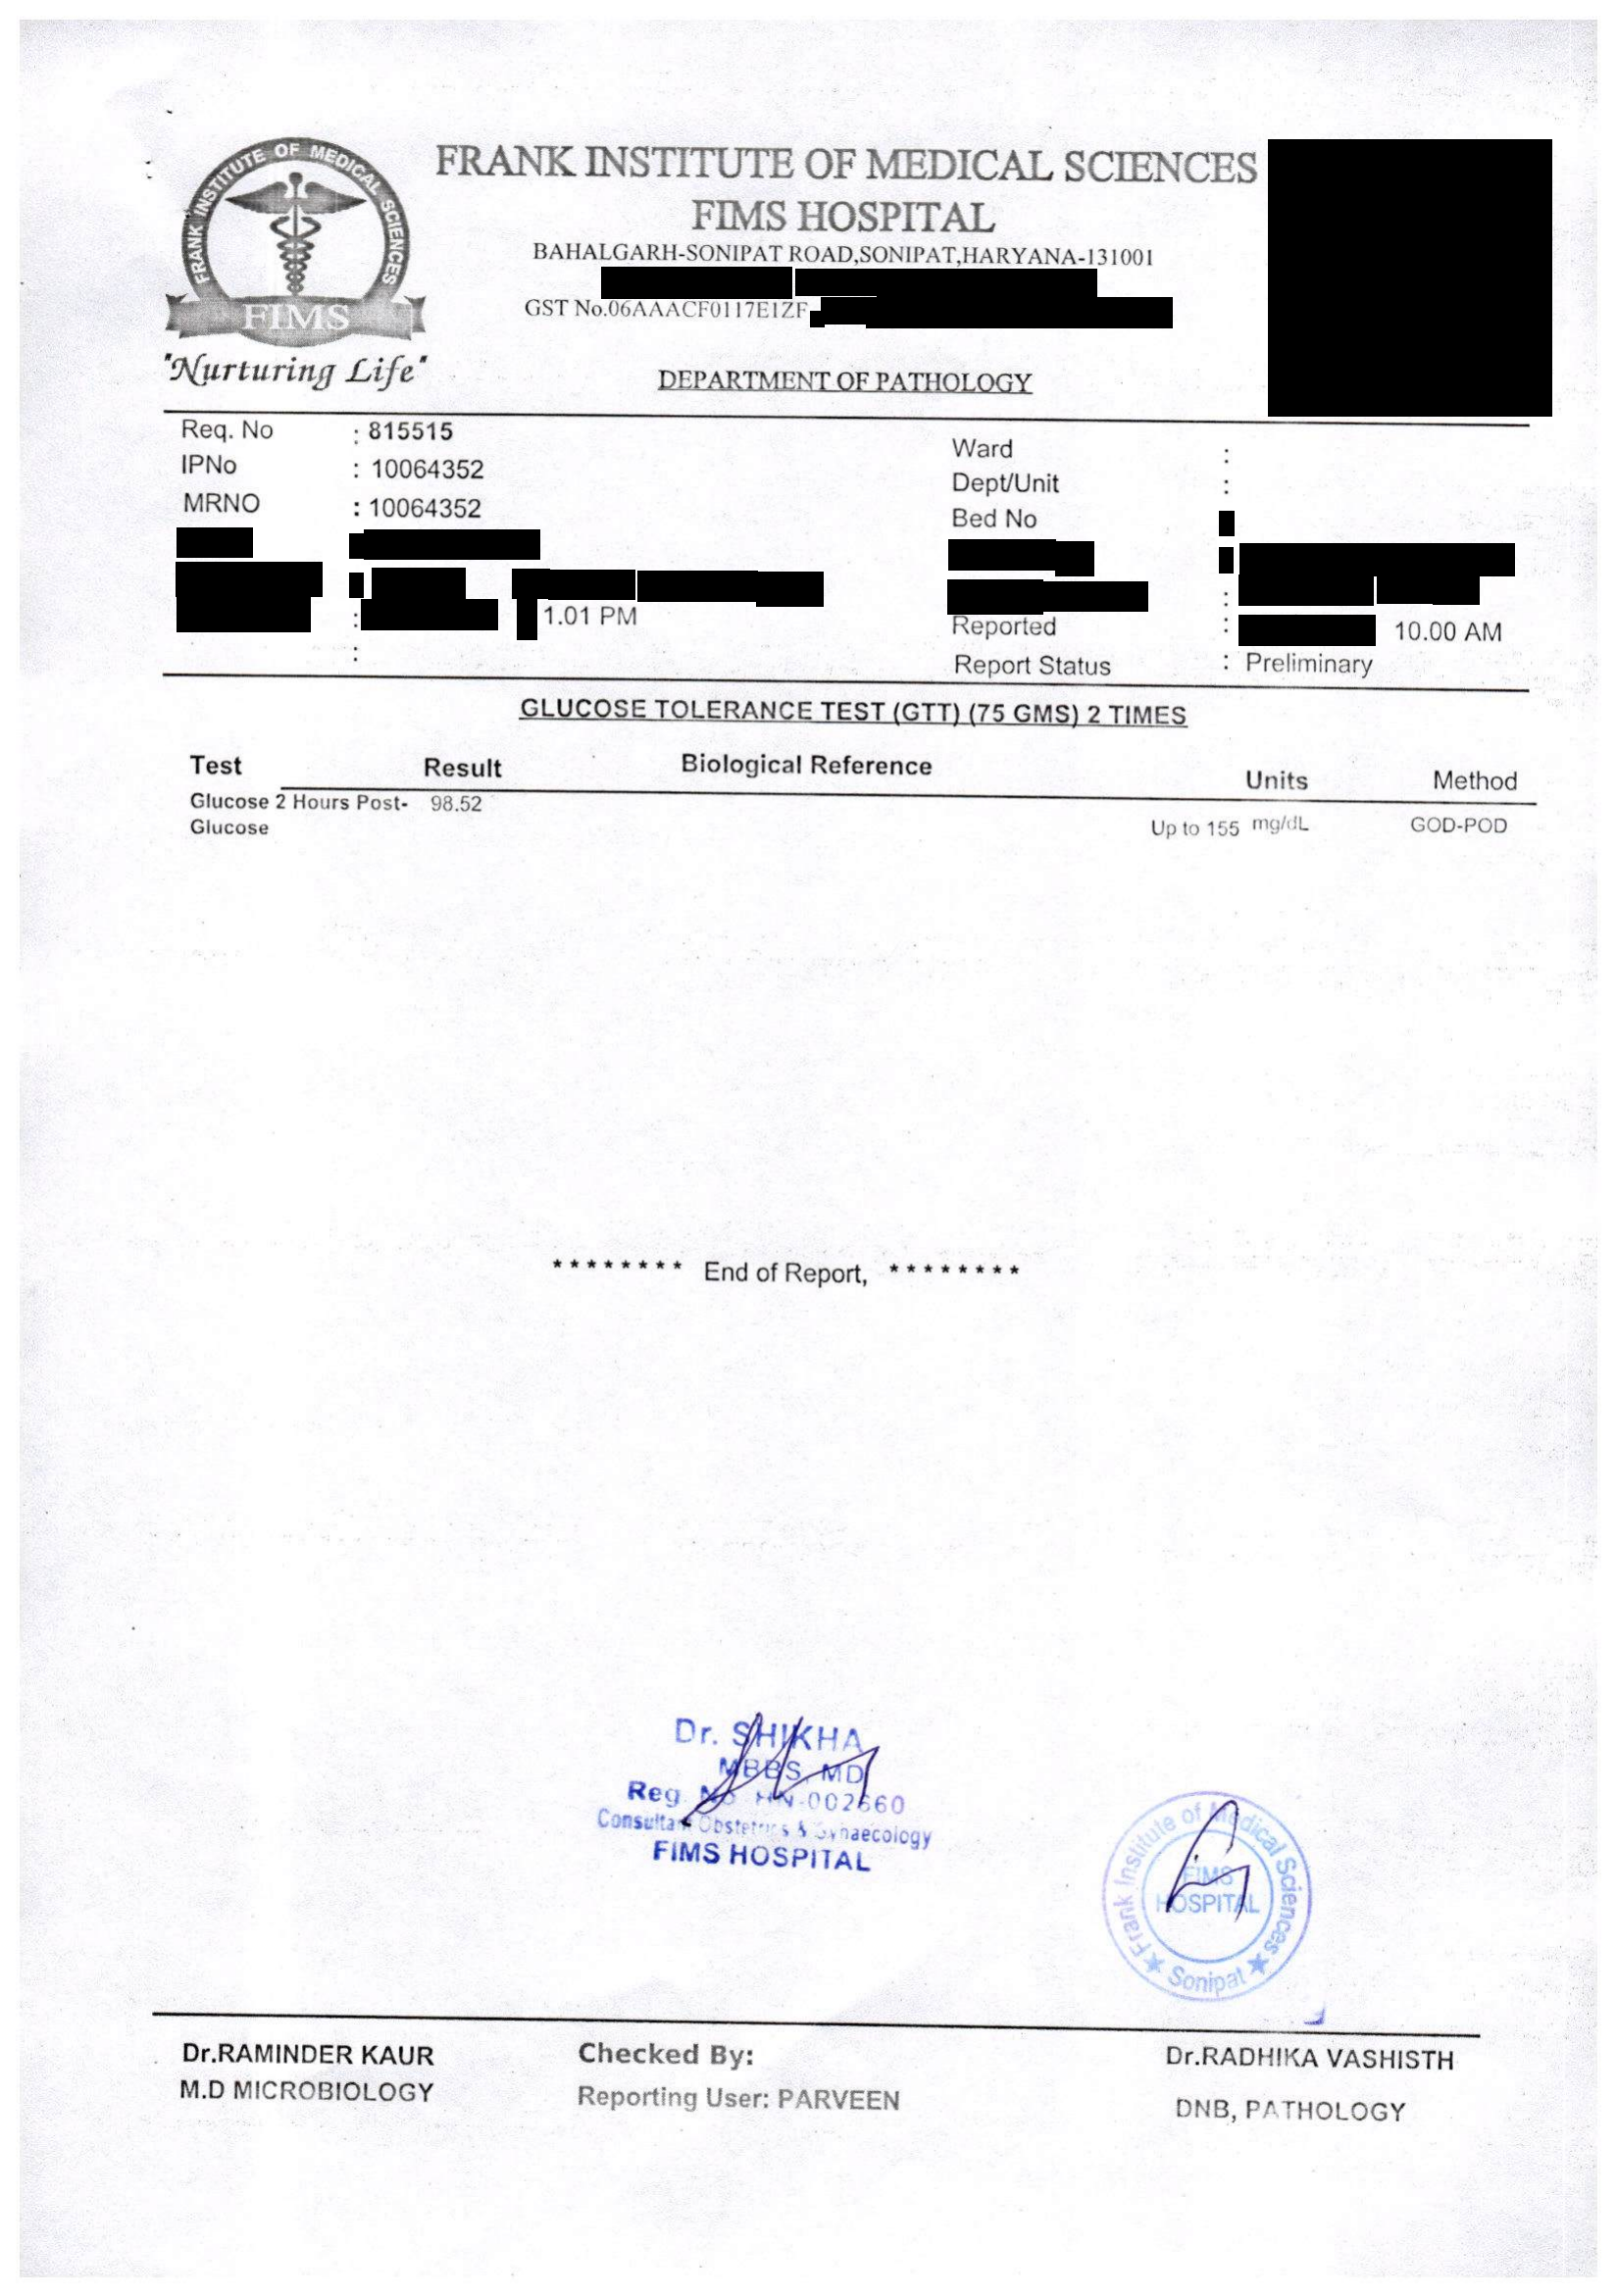 FRANK INSTITUTE OF MEDICAL SCIENCES
FIMS
"Nurturing Life"
FRANK INSTITUTE OF MEDICAL SCIENCES
FIMS HOSPITAL
BAHALGARH-SONIPAT ROAD,SONIPAT,HARYANA-131001
GST No.06AAACF0117E1ZF
DEPARTMENT OF PATHOLOGY
Req. No : 815515
IPNo : 10064352
MRNO : 10064352
: 1.01 PM
:
Ward :
Dept/Unit :
Bed No
:
Reported : 10.00 AM
Report Status : Preliminary
GLUCOSE TOLERANCE TEST (GTT) (75 GMS) 2 TIMES
Test Result Biological Reference Units Method
Glucose 2 Hours Post- 98.52
Glucose Up to 155 mg/dL GOD-POD
******** End of Report, ********
Dr. SHIKHA
MBBS, MD
Reg. No HN-002660
Consultant Obstetrics & Gynaecology
FIMS HOSPITAL
Frank Institute of Medical Sciences
FIMS
HOSPITAL
★ Sonipat ★
Dr.RAMINDER KAUR Checked By: Dr.RADHIKA VASHISTH
M.D MICROBIOLOGY Reporting User: PARVEEN DNB, PATHOLOGY